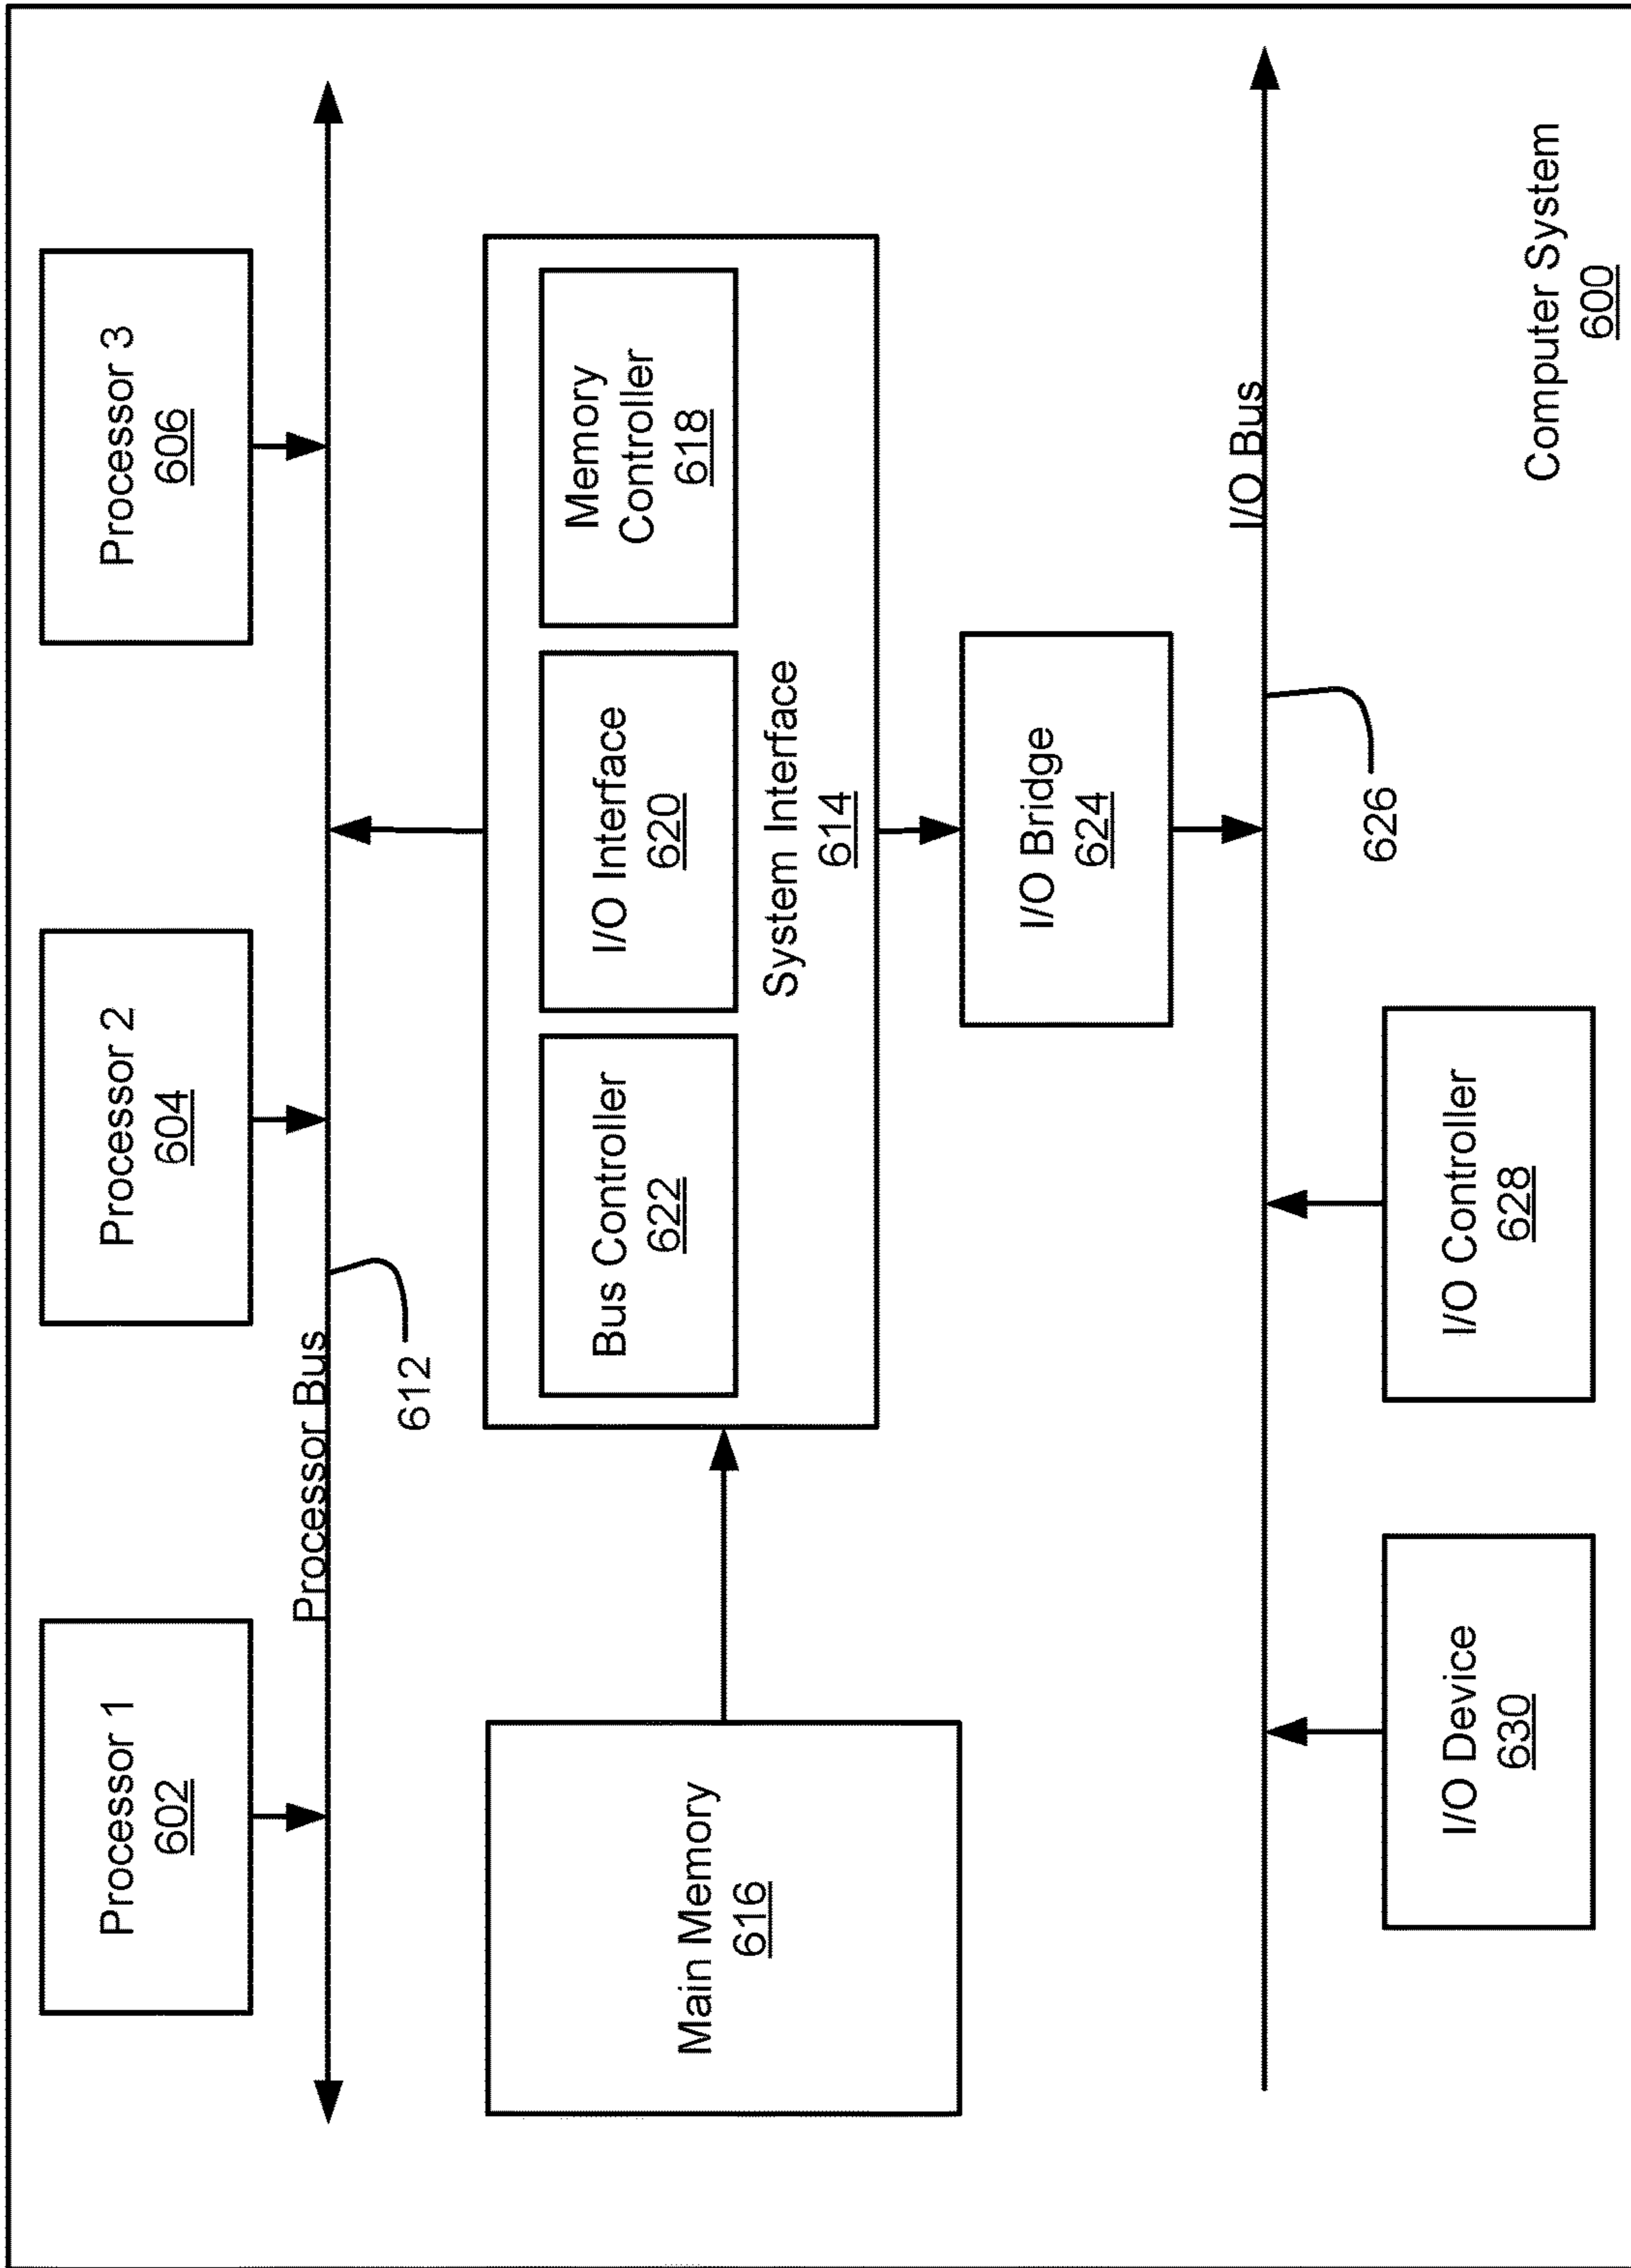 Processor 1
602
Processor 2
604
Processor 3
606
Processor Bus
612
Main Memory
616
Bus Controller
622
I/O Interface
620
Memory
Controller
618
System Interface
614
I/O Bridge
624
I/O Bus
626
I/O Device
630
I/O Controller
628
Computer System
600